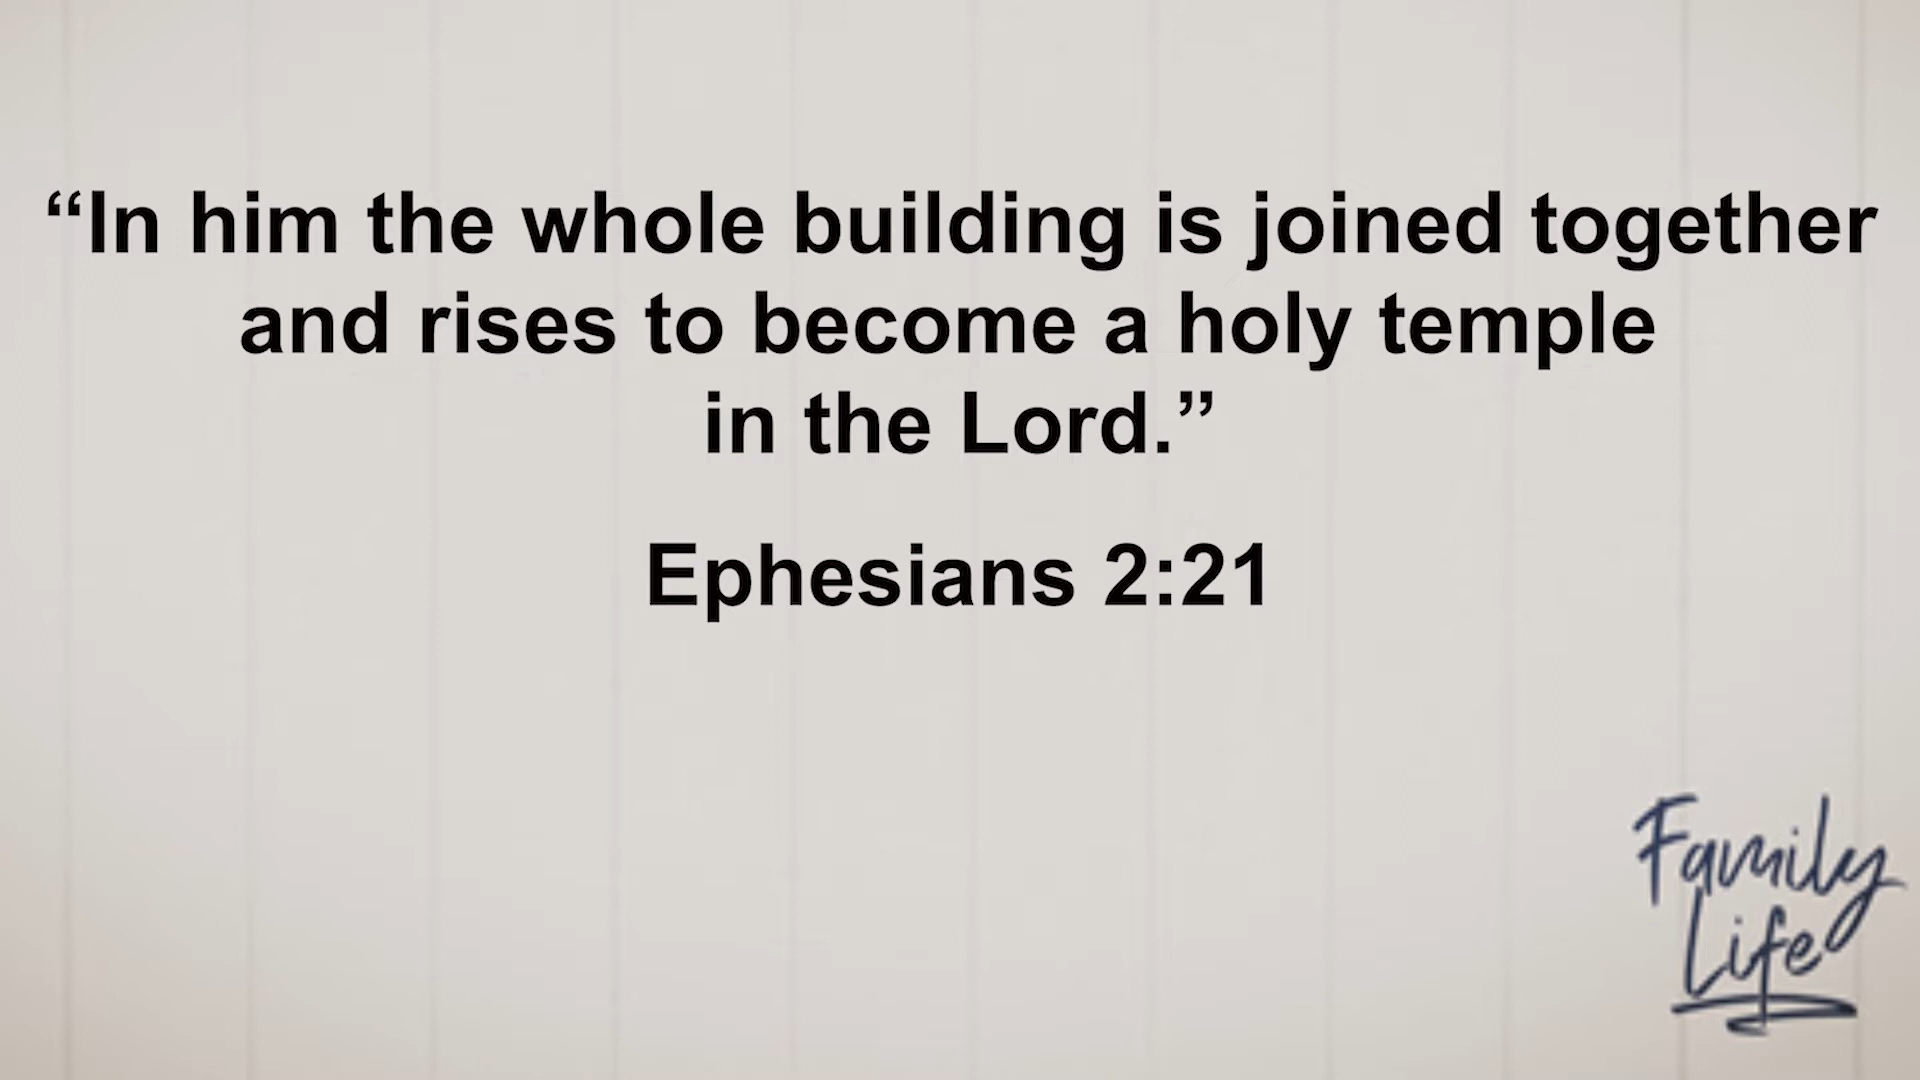 “In him the whole building is joined together
and rises to become a holy temple
in the Lord.”
Ephesians 2:21
Family
Life